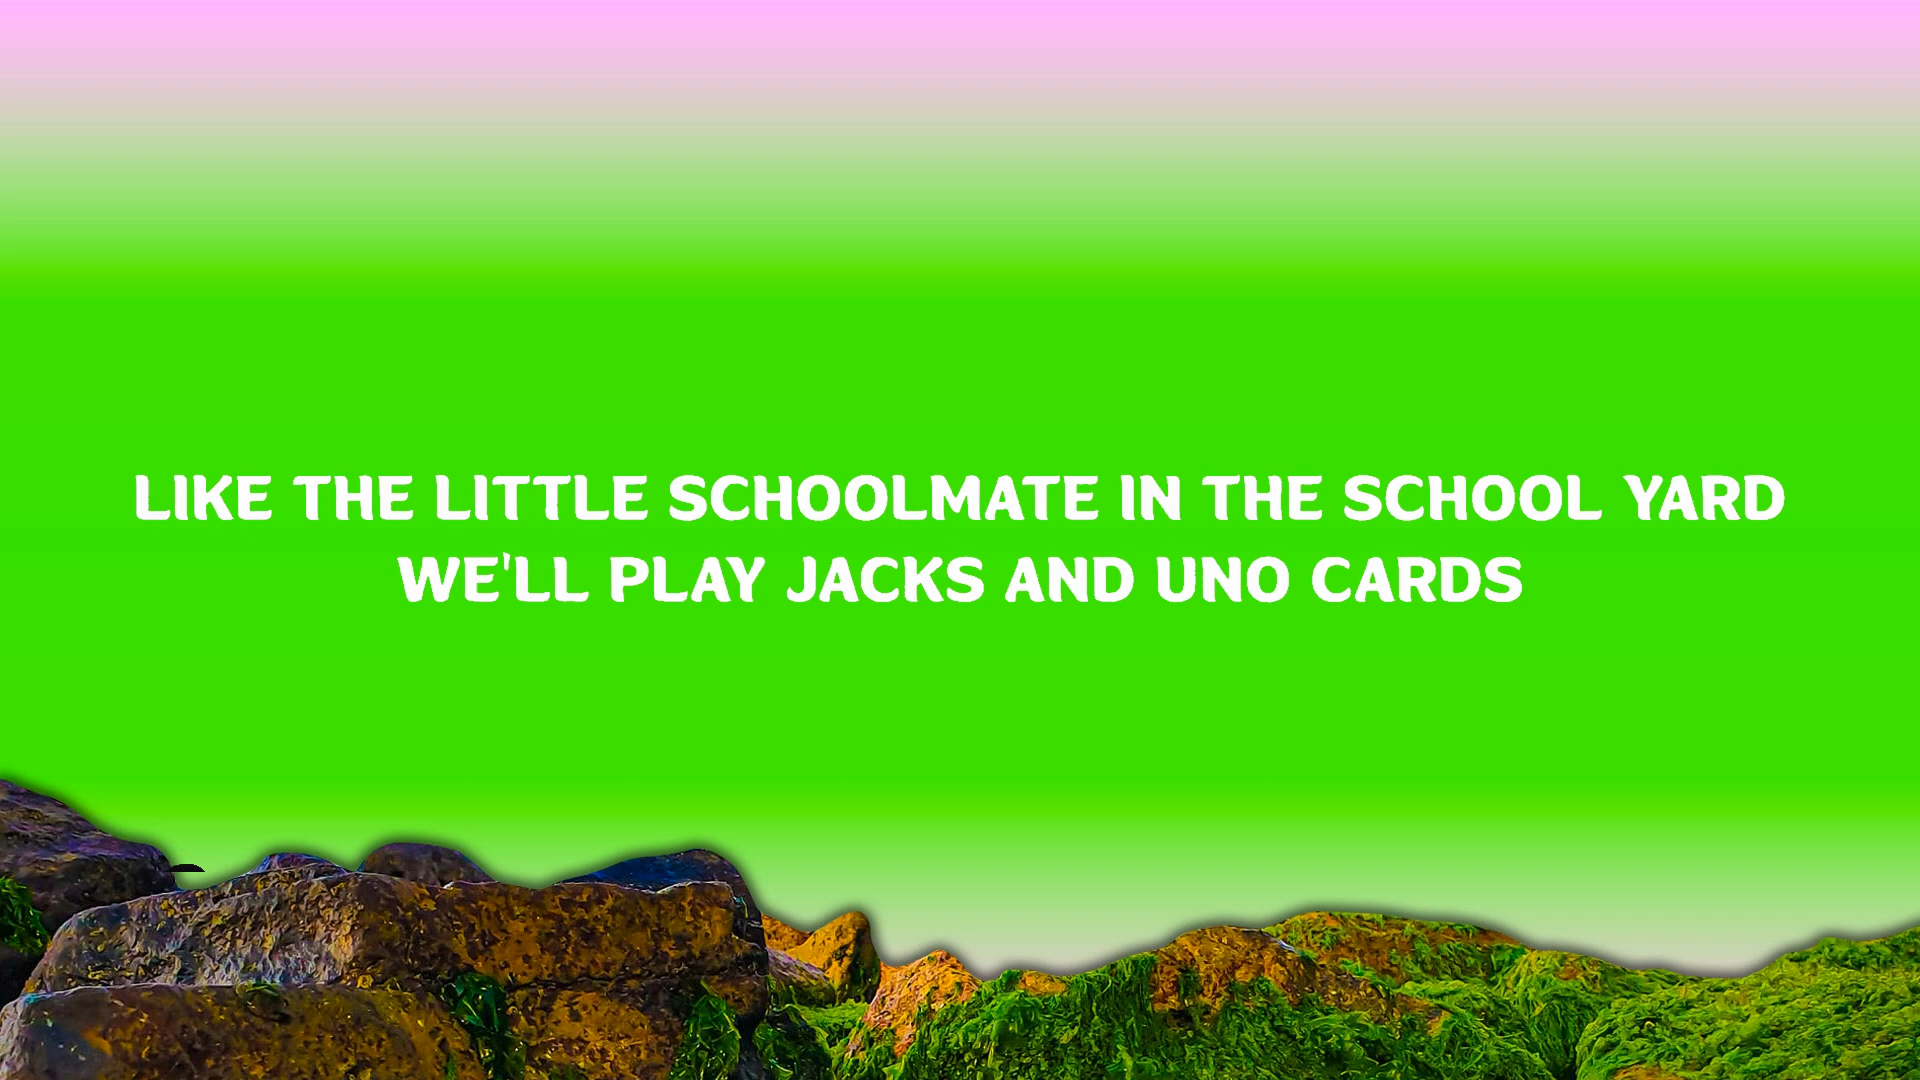 LIKE THE LITTLE SCHOOLMATE IN THE SCHOOL YARD
WE'LL PLAY JACKS AND UNO CARDS